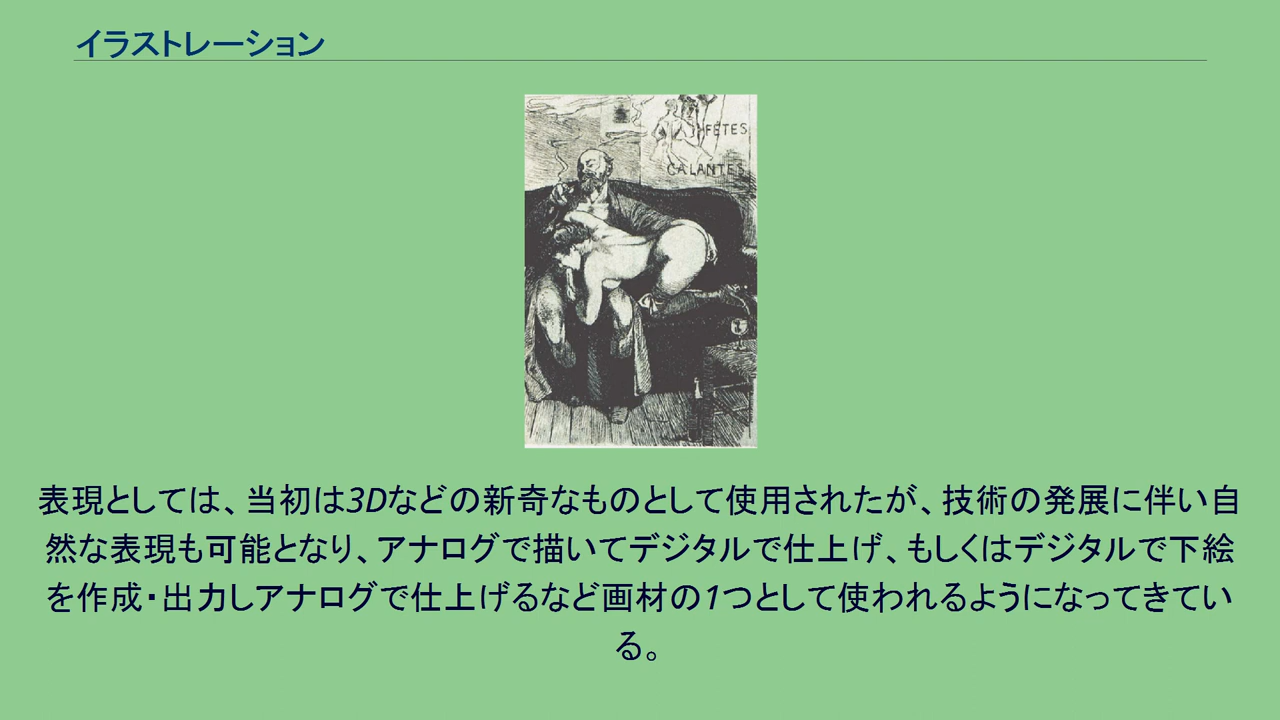 イラストレーション
FÊTES
GALANTES
表現としては、当初は3Dなどの新奇なものとして使用されたが、技術の発展に伴い自
然な表現も可能となり、アナログで描いてデジタルで仕上げ、もしくはデジタルで下絵
を作成・出力しアナログで仕上げるなど画材の1つとして使われるようになってきてい
る。